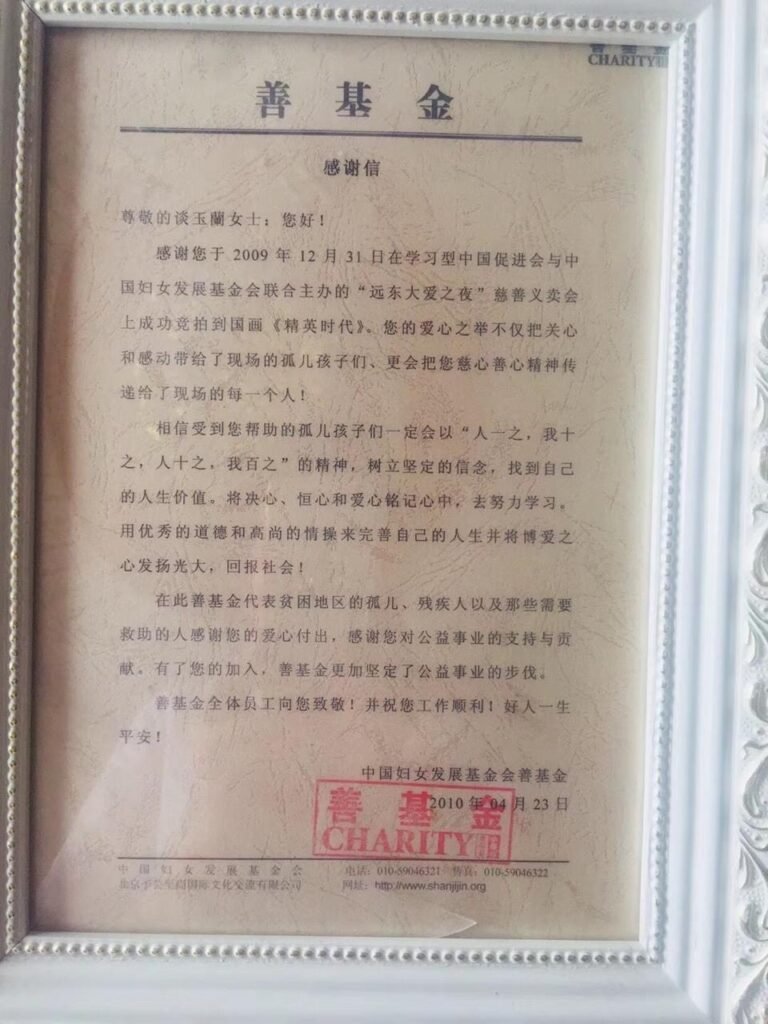 善基金
CHARITY
善 基 金
感谢信
尊敬的谈玉蘭女士：您好！
感谢您于 2009 年 12 月 31 日在学习型中国促进会与中
国妇女发展基金会联合主办的“远东大爱之夜”慈善义卖会
上成功竞拍到国画《精英时代》。您的爱心之举不仅把关心
和感动带给了现场的孤儿孩子们、更会把您慈心善心精神传
递给了现场的每一个人！
相信受到您帮助的孤儿孩子们一定会以“人一之，我十
之，人十之，我百之”的精神，树立坚定的信念，找到自己
的人生价值。将决心、恒心和爱心铭记心中，去努力学习。
用优秀的道德和高尚的情操来完善自己的人生并将博爱之
心发扬光大，回报社会！
在此善基金代表贫困地区的孤儿、残疾人以及那些需要
救助的人感谢您的爱心付出，感谢您对公益事业的支持与贡
献。有了您的加入，善基金更加坚定了公益事业的步伐。
善基金全体员工向您致敬！并祝您工作顺利！好人一生
平安！
中国妇女发展基金会善基金
2010 年 04 月 23 日
善基金
CHARITY
中国妇女发展基金会 电话：010-59046321 传真：010-59046322
国际文化交流有限公司 网址：http://www.shanjijin.org